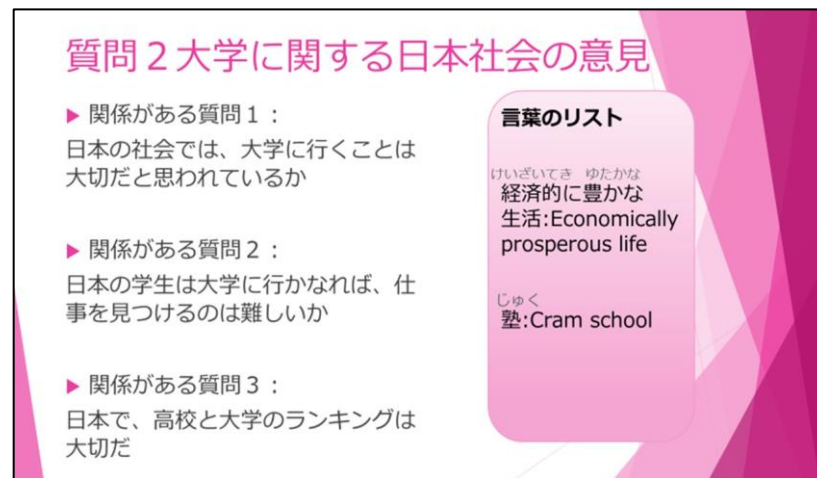 質問２大学に関する日本社会の意見
▶ 関係がある質問１：
日本の社会では、大学に行くことは
大切だと思われているか
▶ 関係がある質問２：
日本の学生は大学に行かなれば、仕
事を見つけるのは難しいか
▶ 関係がある質問３：
日本で、高校と大学のランキングは
大切だ
言葉のリスト
けいざいてき ゆたかな
経済的に豊かな
生活:Economically
prosperous life
じゅく
塾:Cram school